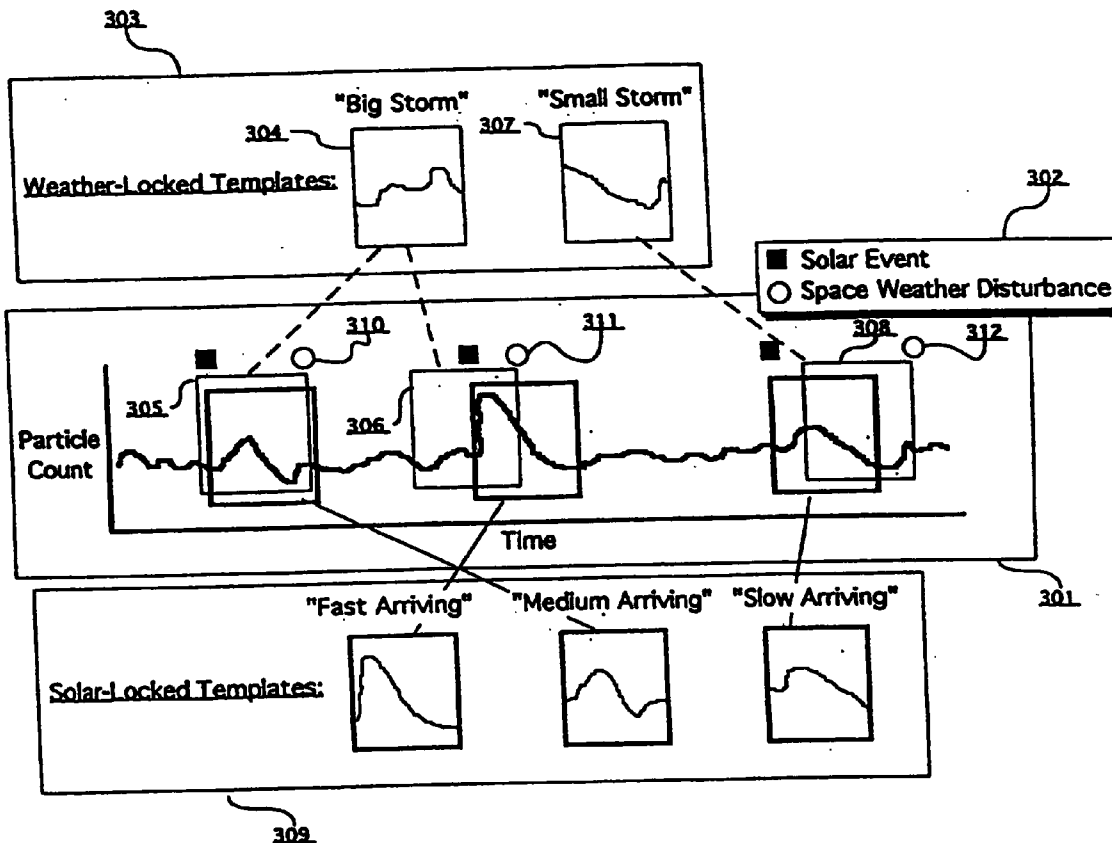 303
"Big Storm" "Small Storm"
304 307
Weather-Locked Templates:
302
Solar Event
Space Weather Disturbance
310 311 308 312
305 306
Particle
Count
Time
301
"Fast Arriving" "Medium Arriving" "Slow Arriving"
Solar-Locked Templates:
309